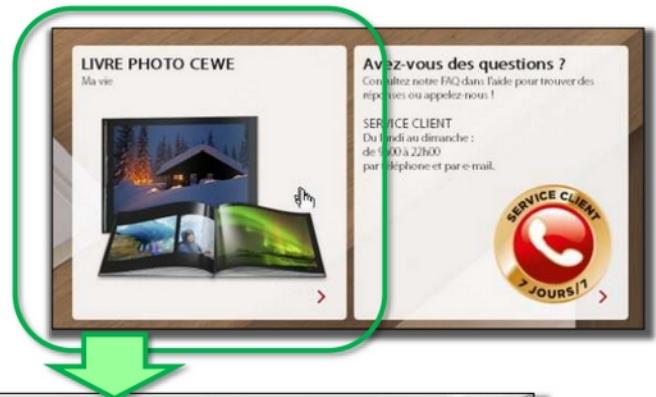 LIVRE PHOTO CEWE
Ma vie
Avez-vous des questions ?
Consultez notre FAQ dans l'aide pour trouver des
réponses ou appelez-nous !
SERVICE CLIENT
Du lundi au dimanche :
de 9h00 à 22h00
par téléphone et par e-mail.
SERVICE CLIENT
7 JOURS/7